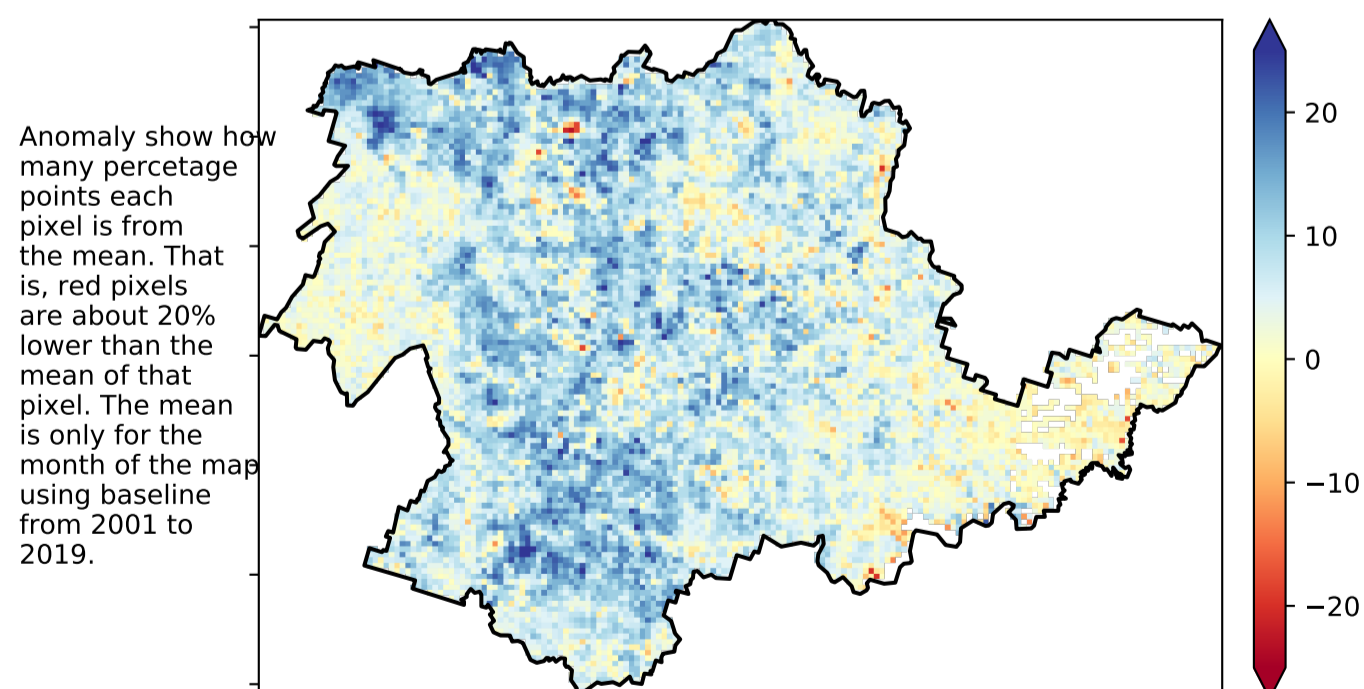 Anomaly show how
many percetage
points each
pixel is from
the mean. That
is, red pixels
are about 20%
lower than the
mean of that
pixel. The mean
is only for the
month of the map
using baseline
from 2001 to
2019.
20
10
0
−10
−20